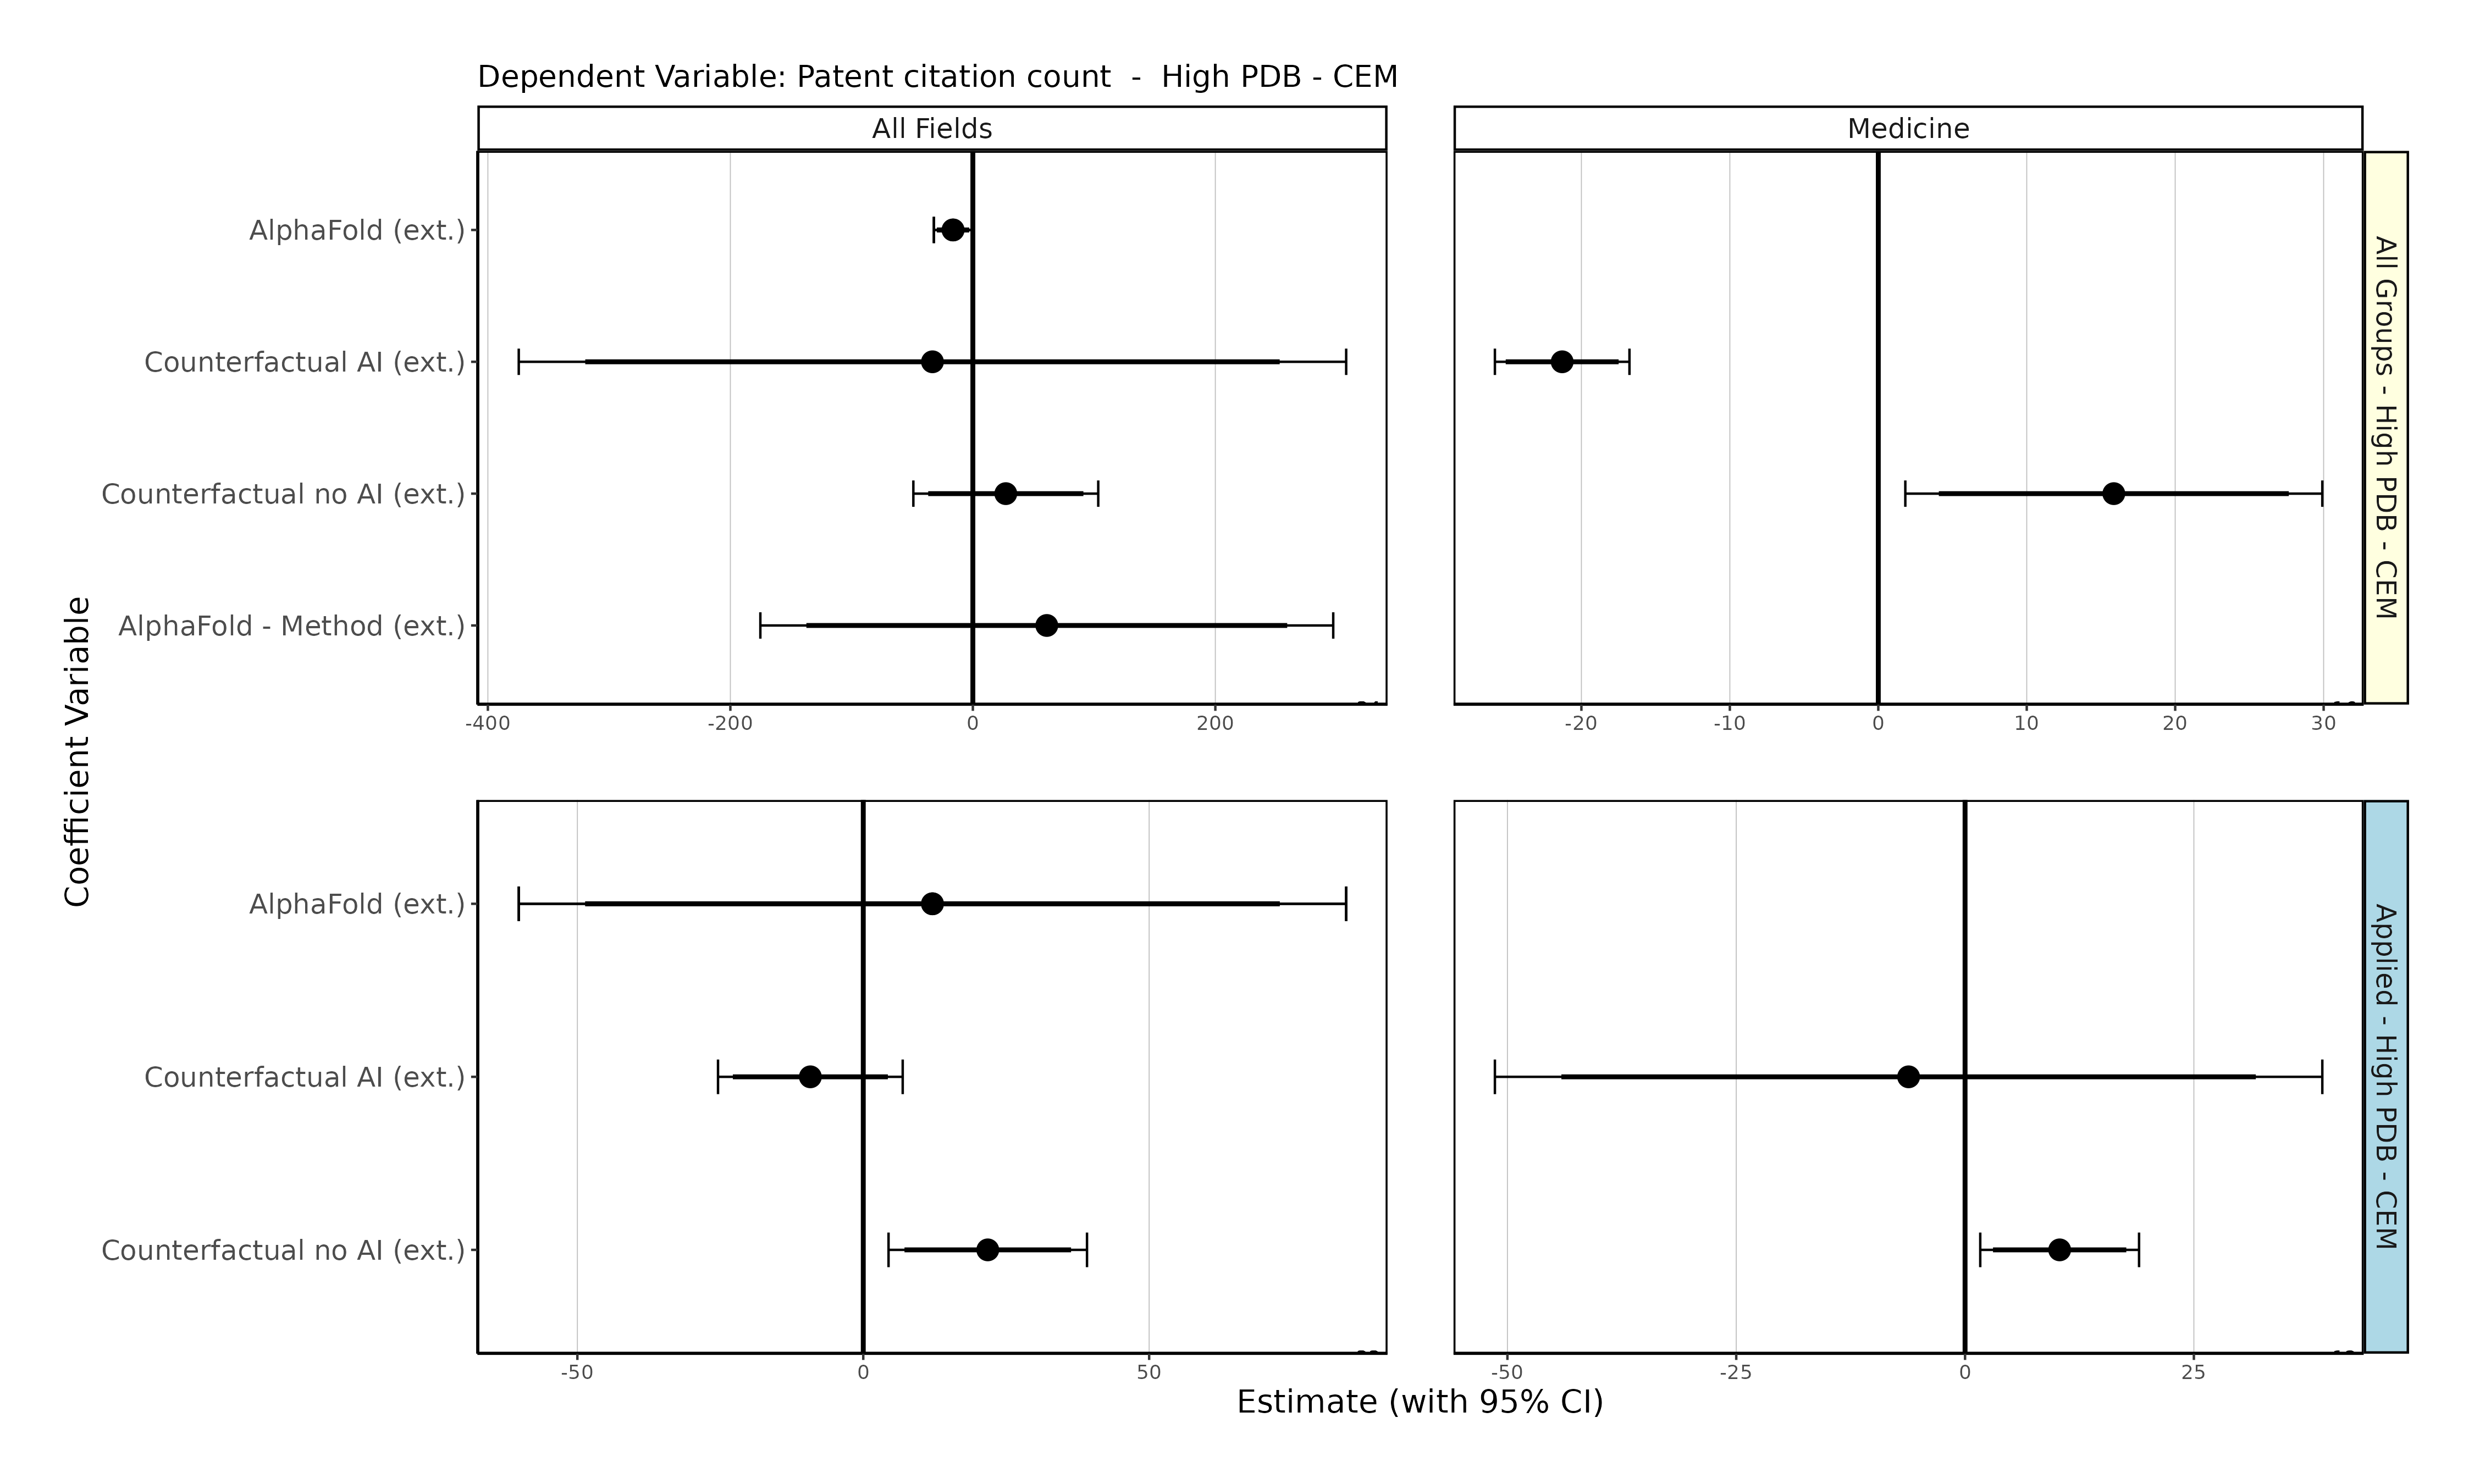 Dependent Variable: Patent citation count - High PDB - CEM
All Fields
Medicine
AlphaFold (ext.)
Counterfactual AI (ext.)
Counterfactual no AI (ext.)
AlphaFold - Method (ext.)
All Groups - High PDB - CEM
-400 -200 0 200
-20 -10 0 10 20 30
Coefficient Variable
AlphaFold (ext.)
Counterfactual AI (ext.)
Counterfactual no AI (ext.)
Applied - High PDB - CEM
-50 0 50
-50 -25 0 25
Estimate (with 95% CI)